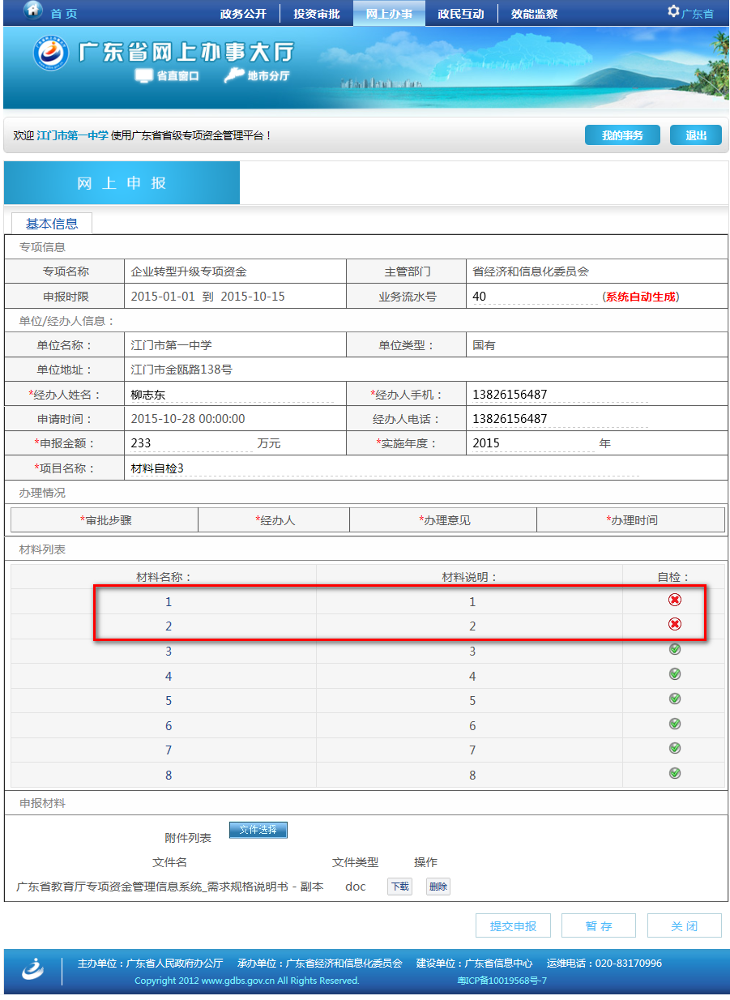 首 页 政务公开 投资审批 网上办事 政民互动 效能监察 广东省
广东省网上办事大厅
省直窗口 地市分厅
欢迎 江门市第一中学 使用广东省省级专项资金管理平台！ 我的事务 退出
网 上 申 报
基本信息
专项信息
专项名称 企业转型升级专项资金 主管部门 省经济和信息化委员会
申报时限 2015-01-01 到 2015-10-15 业务流水号 40 (系统自动生成)
单位/经办人信息：
单位名称： 江门市第一中学 单位类型： 国有
单位地址： 江门市金瓯路138号
*经办人姓名： 柳志东 *经办人手机： 13826156487
申请时间： 2015-10-28 00:00:00 经办人电话： 13826156487
*申报金额： 233 万元 *实施年度： 2015 年
*项目名称： 材料自检3
办理情况
*审批步骤 *经办人 *办理意见 *办理时间
材料列表
材料名称： 材料说明： 自检：
1 1
2 2
3 3
4 4
5 5
6 6
7 7
8 8
申报材料
附件列表 文件选择
文件名 文件类型 操作
广东省教育厅专项资金管理信息系统_需求规格说明书 - 副本 doc 下载 删除
提交申报 暂 存 关 闭
主办单位：广东省人民政府办公厅 承办单位：广东省经济和信息化委员会 建设单位：广东省信息中心 运维电话：020-83170996
Copyright 2012 www.gdbs.gov.cn All Rights Reserved. 粤ICP备10019568号-7